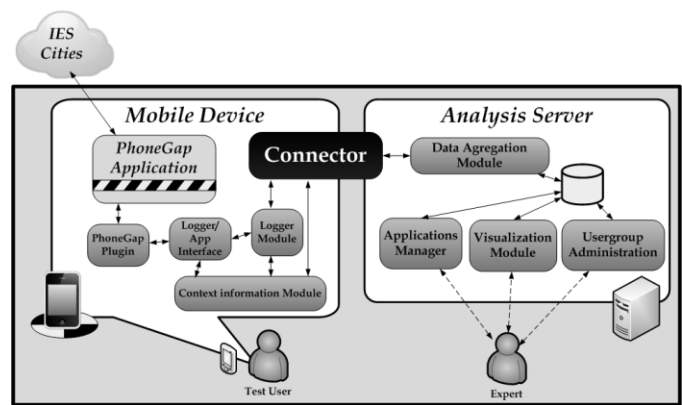 IES
Cities
Mobile Device
Analysis Server
PhoneGap
Application
Connector
Data Agregation
Module
PhoneGap
Plugin
Logger/
App
Interface
Logger
Module
Context information Module
Applications
Manager
Visualization
Module
Usergroup
Administration
Test User
Expert